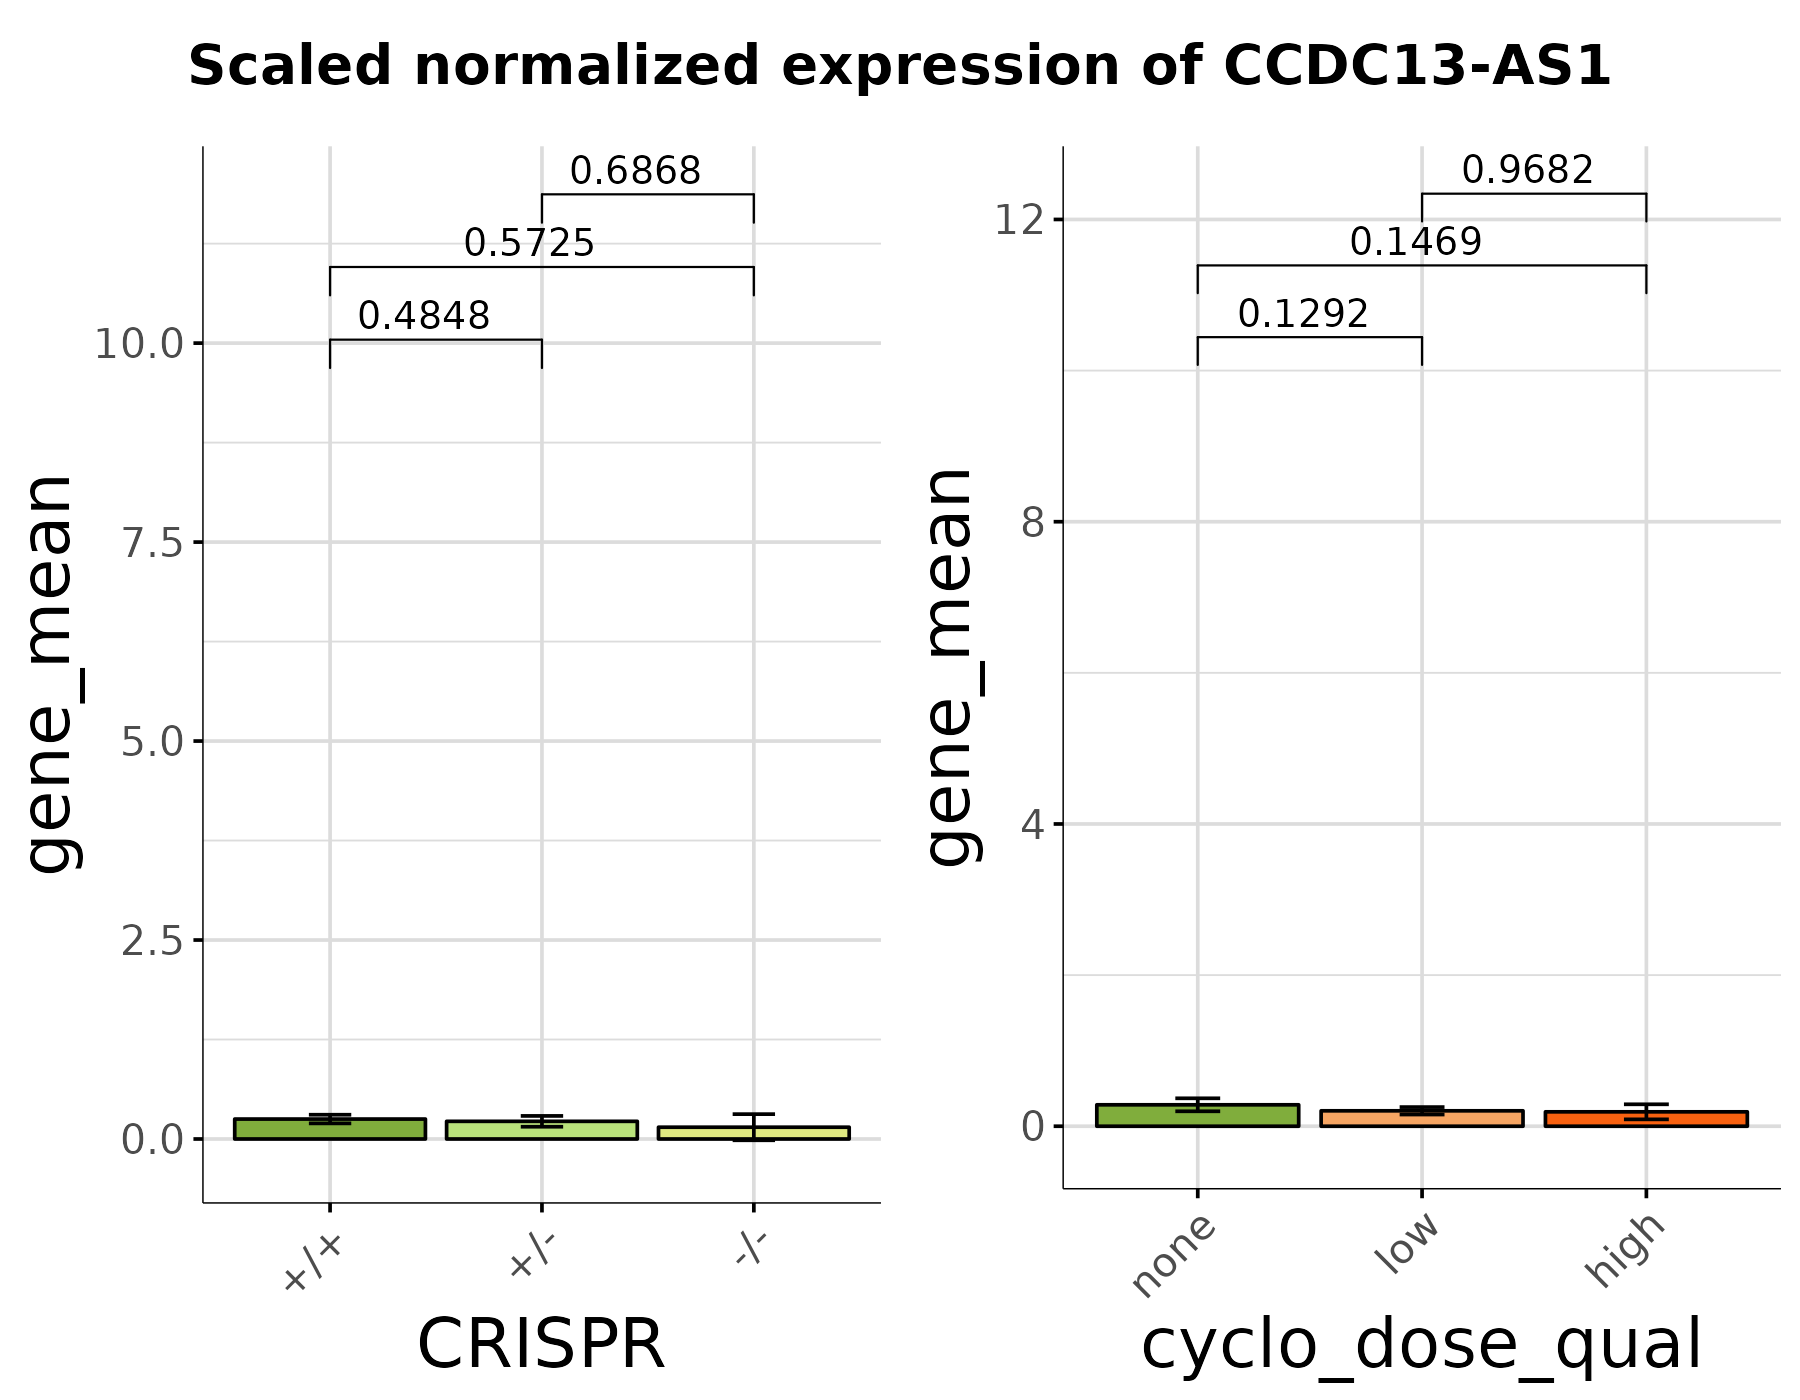 Scaled normalized expression of CCDC13-AS1
gene_mean
10.0
7.5
5.0
2.5
0.0
0.6868
0.5725
0.4848
+/+
+/-
-/-
CRISPR
gene_mean
12
8
4
0
0.9682
0.1469
0.1292
none
low
high
cyclo_dose_qual